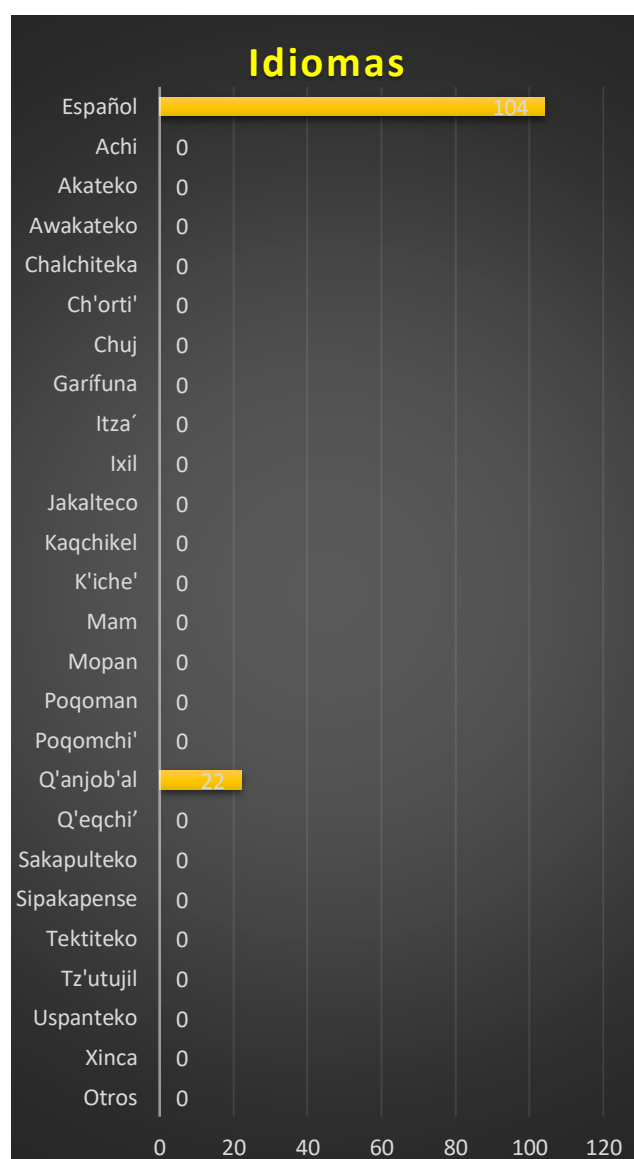 Idiomas
Español 104
Achi 0
Akateko 0
Awakateko 0
Chalchiteka 0
Ch'orti' 0
Chuj 0
Garífuna 0
Itza´ 0
Ixil 0
Jakalteco 0
Kaqchikel 0
K'iche' 0
Mam 0
Mopan 0
Poqoman 0
Poqomchi' 0
Q'anjob'al 22
Q'eqchi’ 0
Sakapulteko 0
Sipakapense 0
Tektiteko 0
Tz'utujil 0
Uspanteko 0
Xinca 0
Otros 0
0 20 40 60 80 100 120